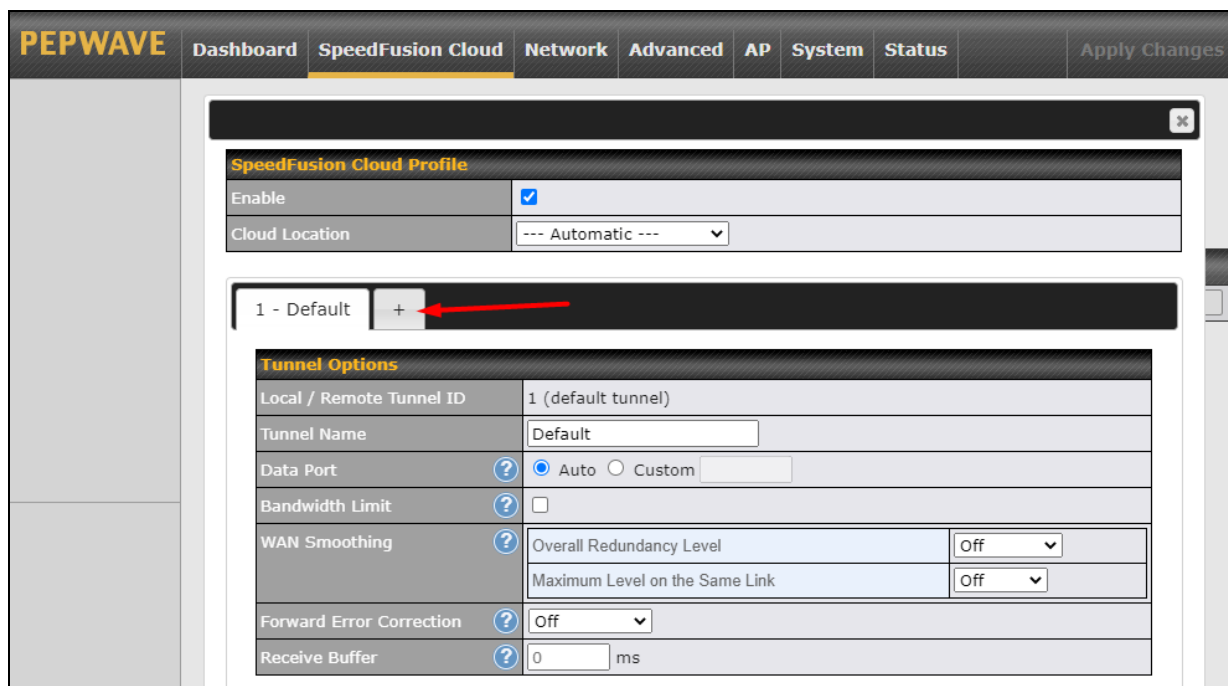 PEPWAVE Dashboard SpeedFusion Cloud Network Advanced AP System Status Apply Changes
SpeedFusion Cloud Profile
Enable
Cloud Location --- Automatic ---
1 - Default +
Tunnel Options
Local / Remote Tunnel ID 1 (default tunnel)
Tunnel Name Default
Data Port ? Auto Custom
Bandwidth Limit ?
WAN Smoothing ? Overall Redundancy Level Off
Maximum Level on the Same Link Off
Forward Error Correction ? Off
Receive Buffer ? 0 ms